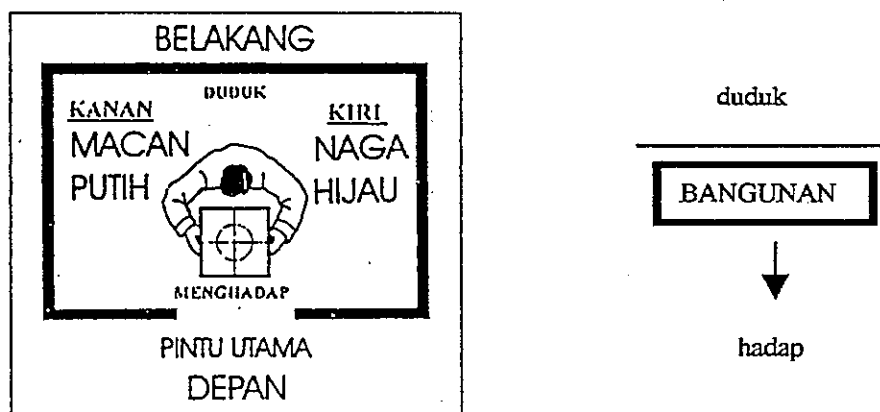 BELAKANG
DUDUK
KANAN
MACAN
PUTIH
KIRI
NAGA
HIJAU
MENGHADAP
PINTU UTAMA
DEPAN
duduk
BANGUNAN
hadap